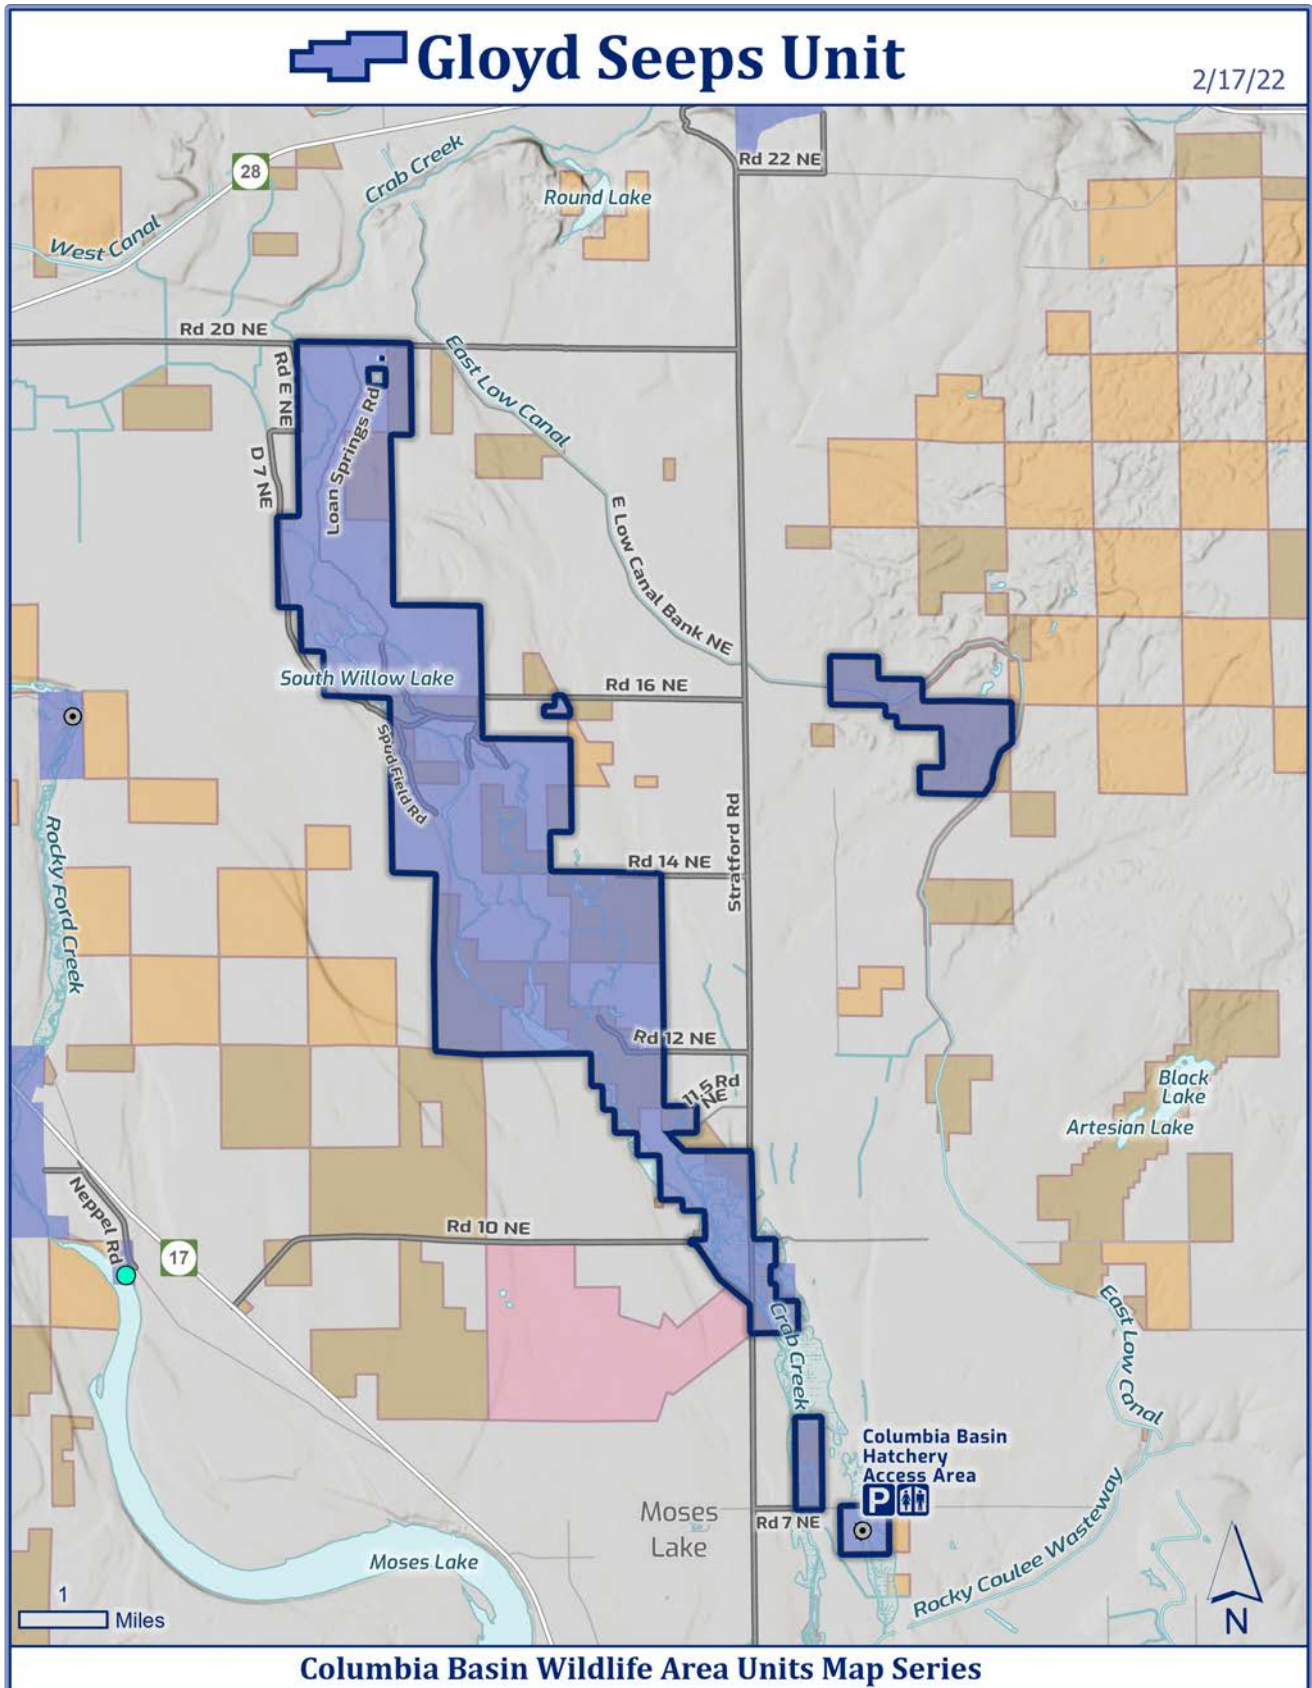 Gloyd Seeps Unit
2/17/22
Rd 22 NE
28
Crab Creek
Round Lake
West Canal
Rd 20 NE
Rd E NE
East Low Canal
Loan Springs Rd
D 7 NE
E Low Canal Bank NE
South Willow Lake
Rd 16 NE
Spud Field Rd
Stratford Rd
Rocky Ford Creek
Rd 14 NE
Rd 12 NE
11.5 Rd
NE
Black
Lake
Artesian Lake
Neppel Rd
Rd 10 NE
17
Crab Creek
East Low Canal
Columbia Basin
Hatchery
Access Area
P
Moses
Lake
Rd 7 NE
Rocky Coulee Wasteway
Moses Lake
1
Miles
N
Columbia Basin Wildlife Area Units Map Series